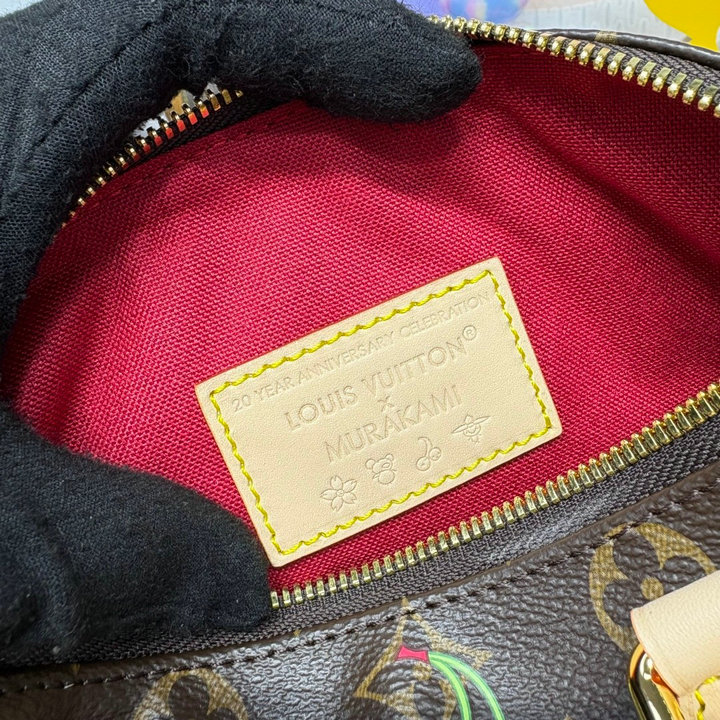 20 YEAR ANNIVERSARY CELEBRATION
LOUIS VUITTON®
×
MURAKAMI